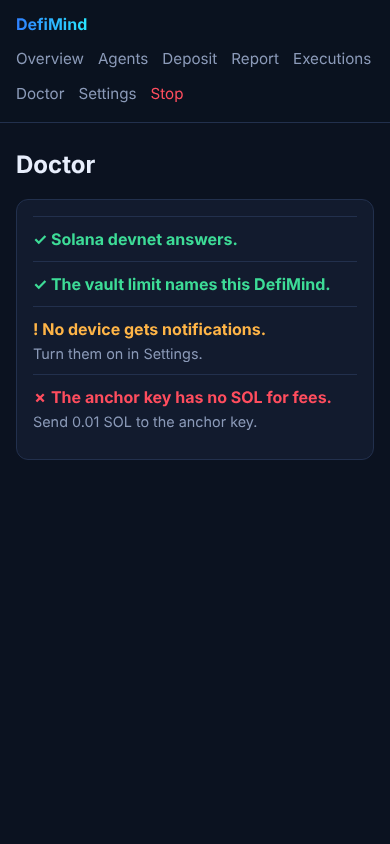 DefiMind
Overview Agents Deposit Report Executions
Doctor Settings Stop
Doctor
✓ Solana devnet answers.
✓ The vault limit names this DefiMind.
! No device gets notifications.
Turn them on in Settings.
✕ The anchor key has no SOL for fees.
Send 0.01 SOL to the anchor key.